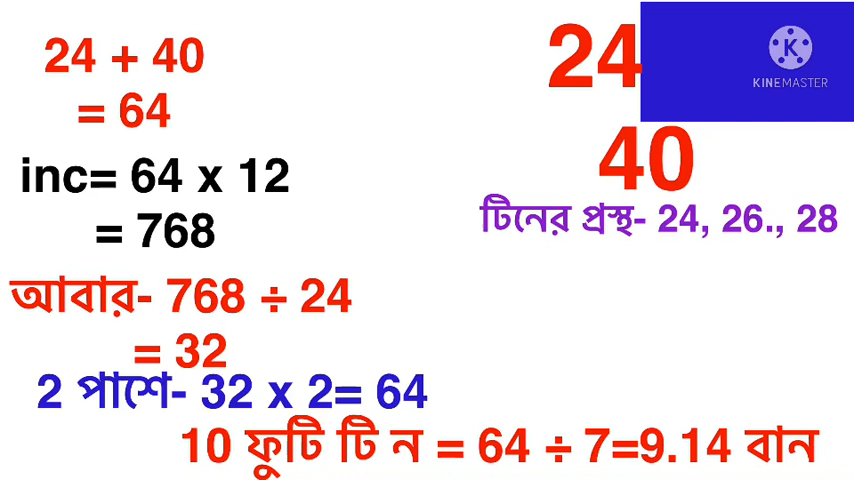 24 + 40
= 64
inc= 64 x 12
= 768
আবার- 768 ÷ 24
= 32
2 পাশে- 32 x 2= 64
10 ফুটি টি ন = 64 ÷ 7=9.14 বান
24
40
টিনের প্রস্থ- 24, 26., 28
KINEMASTER